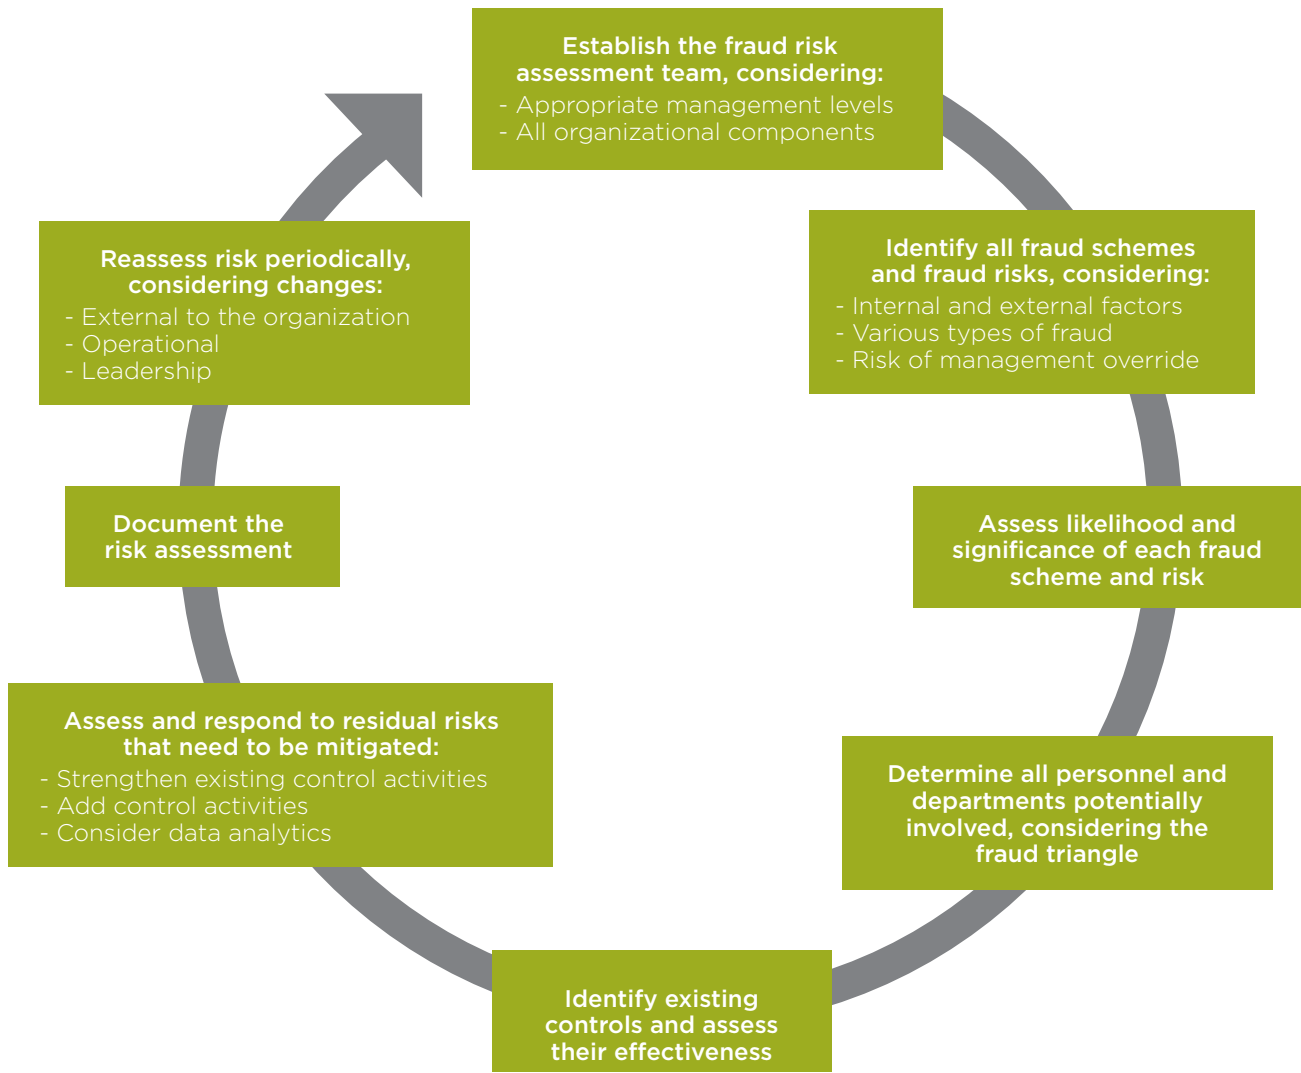 Establish the fraud risk
assessment team, considering:
- Appropriate management levels
- All organizational components
Identify all fraud schemes
and fraud risks, considering:
- Internal and external factors
- Various types of fraud
- Risk of management override
Assess likelihood and
significance of each fraud
scheme and risk
Determine all personnel and
departments potentially
involved, considering the
fraud triangle
Identify existing
controls and assess
their effectiveness
Assess and respond to residual risks
that need to be mitigated:
- Strengthen existing control activities
- Add control activities
- Consider data analytics
Document the
risk assessment
Reassess risk periodically,
considering changes:
- External to the organization
- Operational
- Leadership